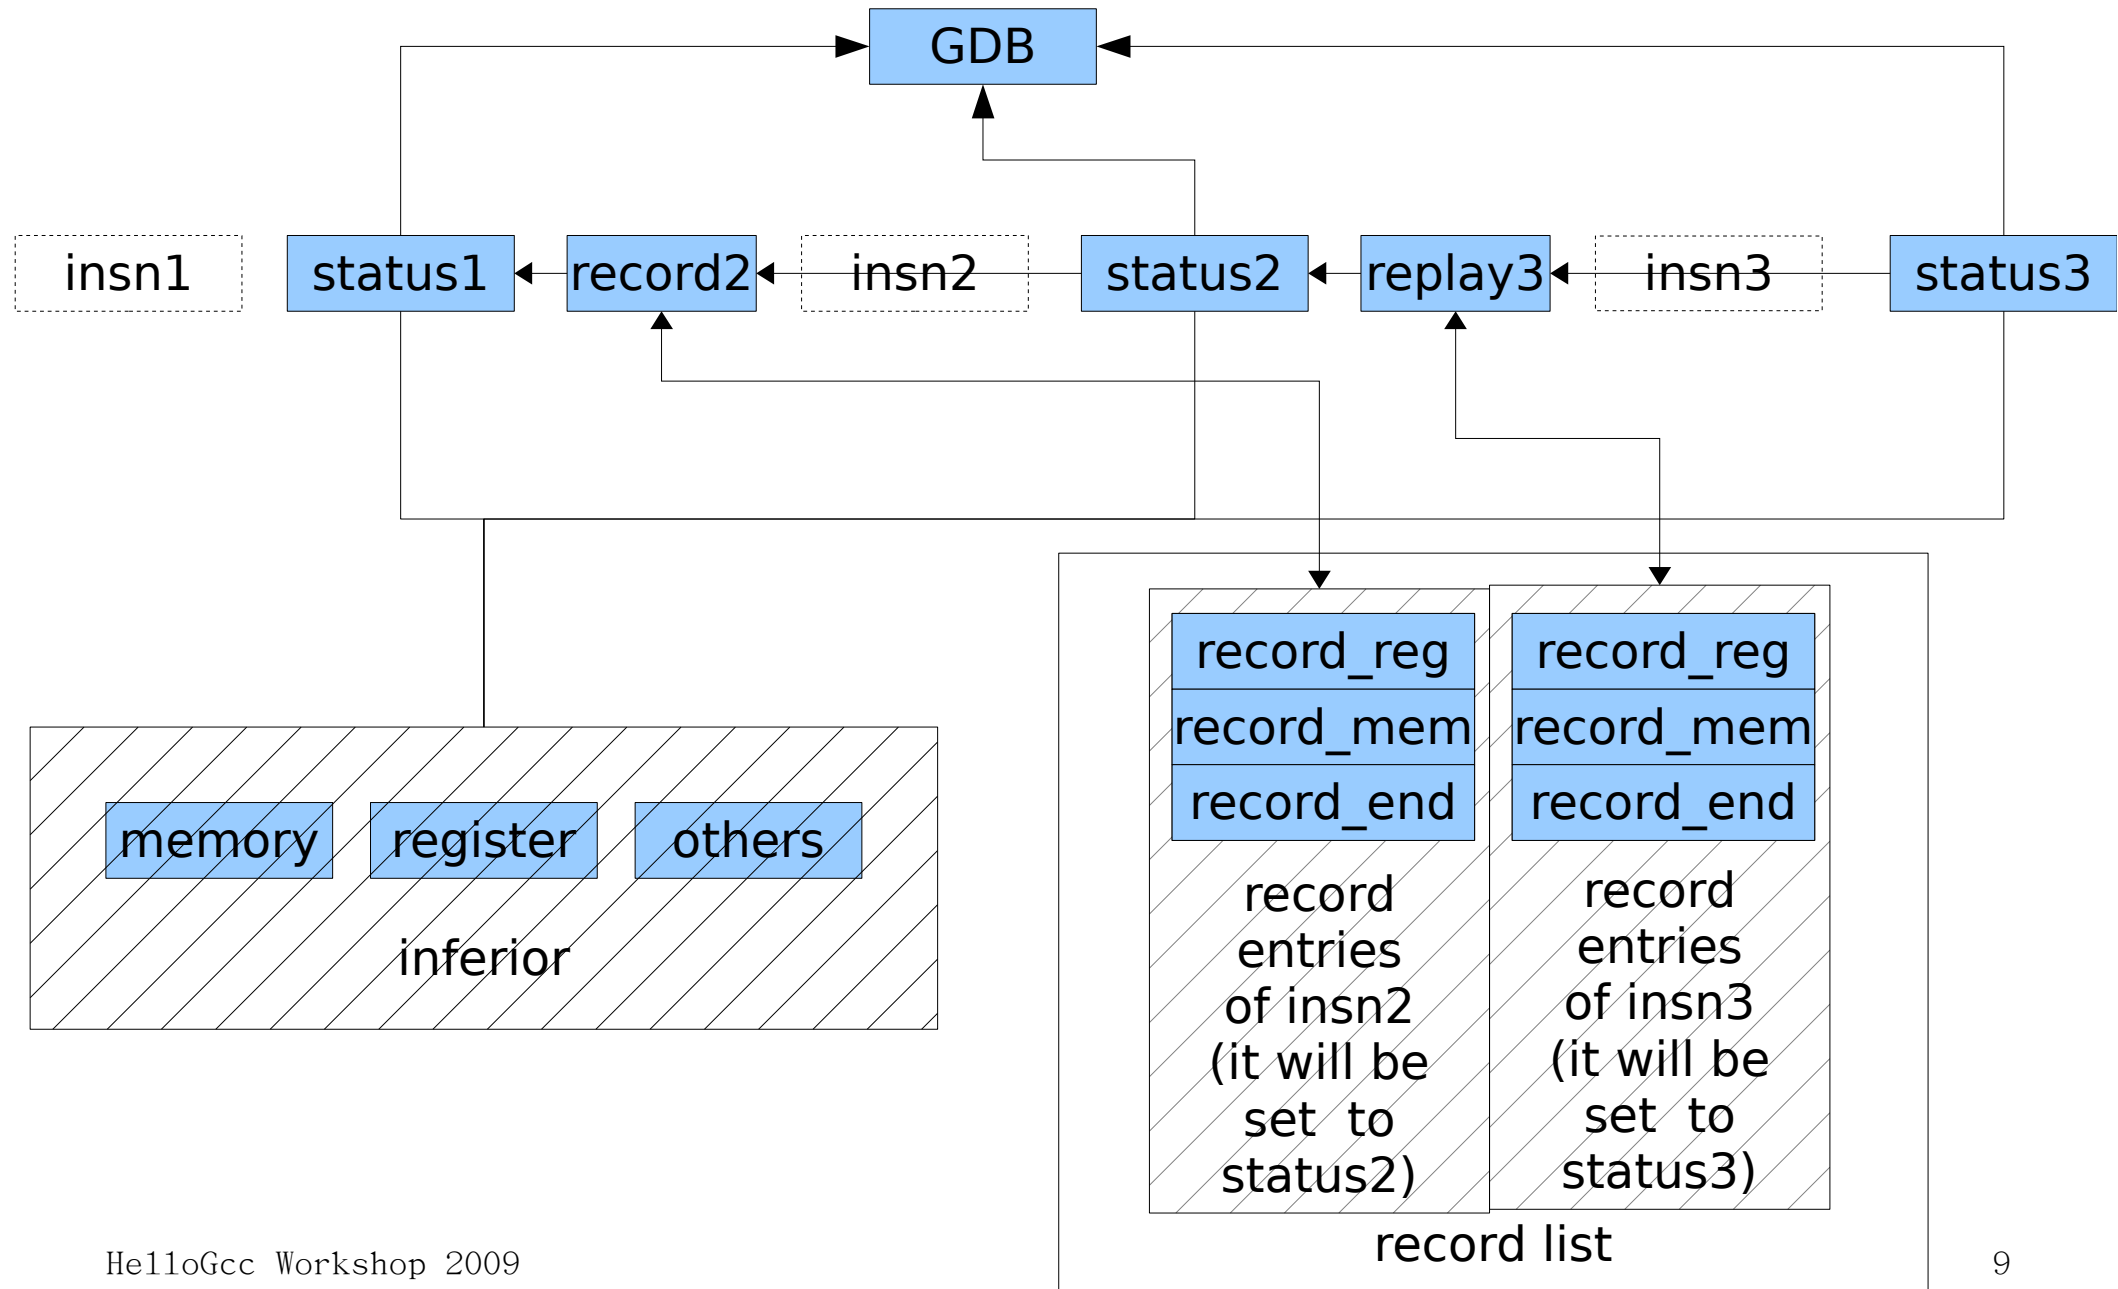 GDB
insn1
status1
record2
insn2
status2
replay3
insn3
status3
record_reg
record_mem
record_end
record
entries
of insn2
(it will be
set  to
status2)
record_reg
record_mem
record_end
record
entries
of insn3
(it will be
set  to
status3)
record list
memory
register
others
inferior
HelloGcc Workshop 2009
9